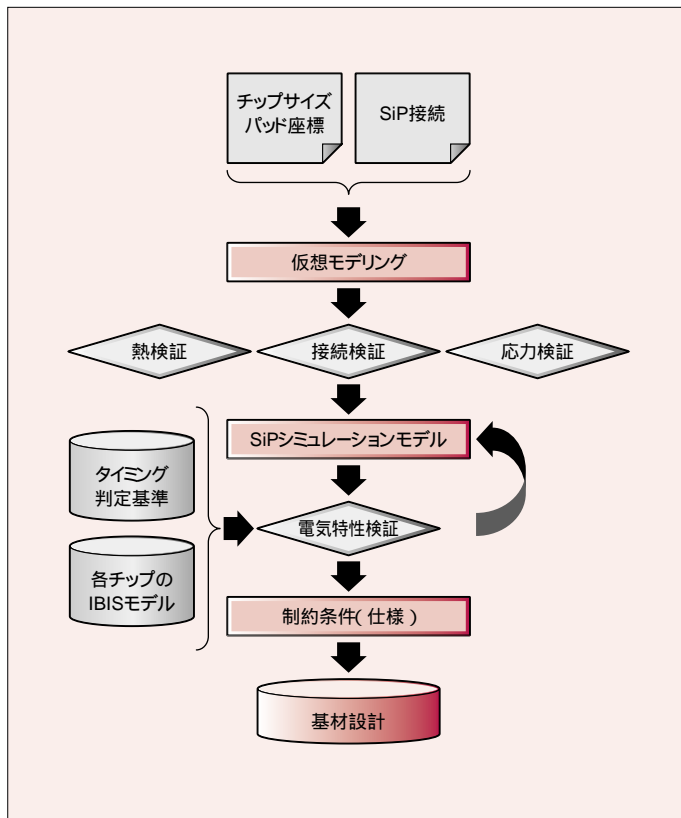 チップサイズ
パッド座標
SiP接続
仮想モデリング
熱検証
接続検証
応力検証
SiPシミュレーションモデル
タイミング
判定基準
電気特性検証
各チップの
IBISモデル
制約条件( 仕様 )
基材設計